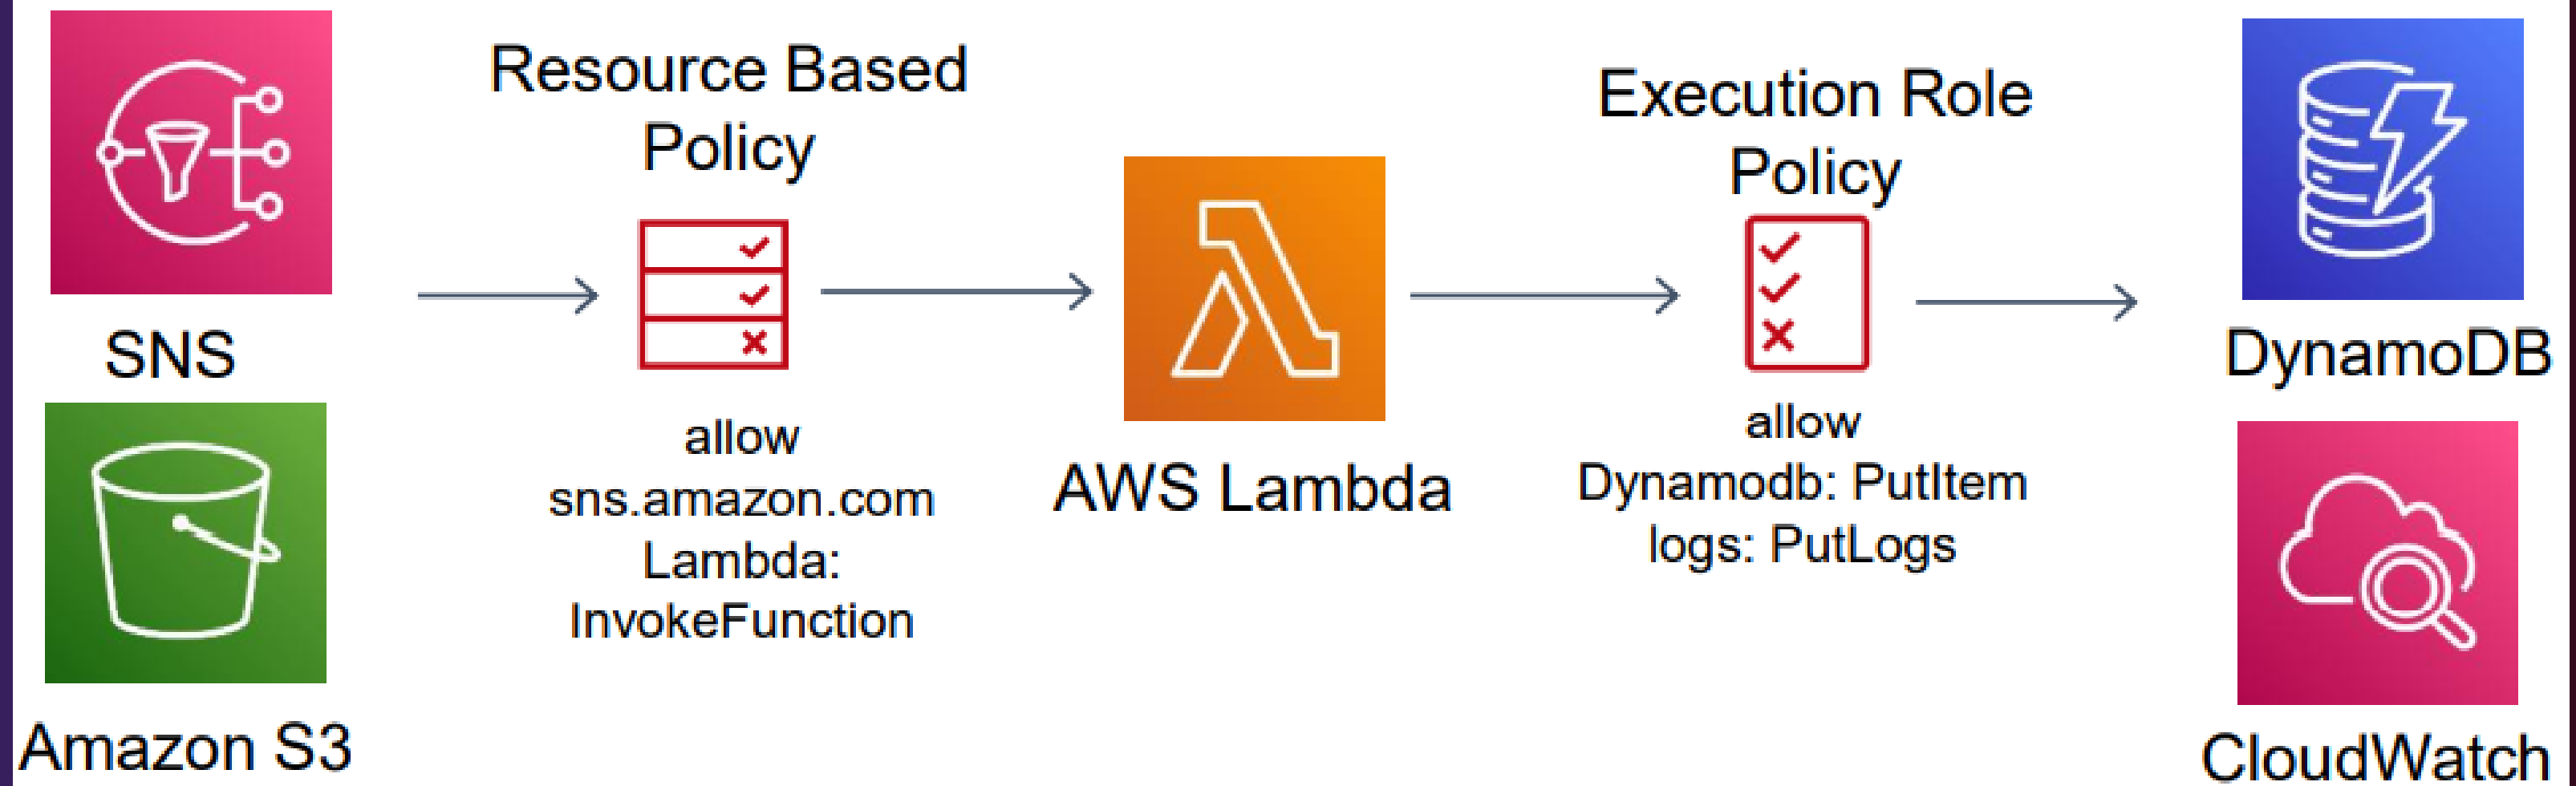 SNS
Amazon S3
Resource Based
Policy
allow
sns.amazon.com
Lambda:
InvokeFunction
AWS Lambda
Execution Role
Policy
allow
Dynamodb: PutItem
logs: PutLogs
DynamoDB
CloudWatch